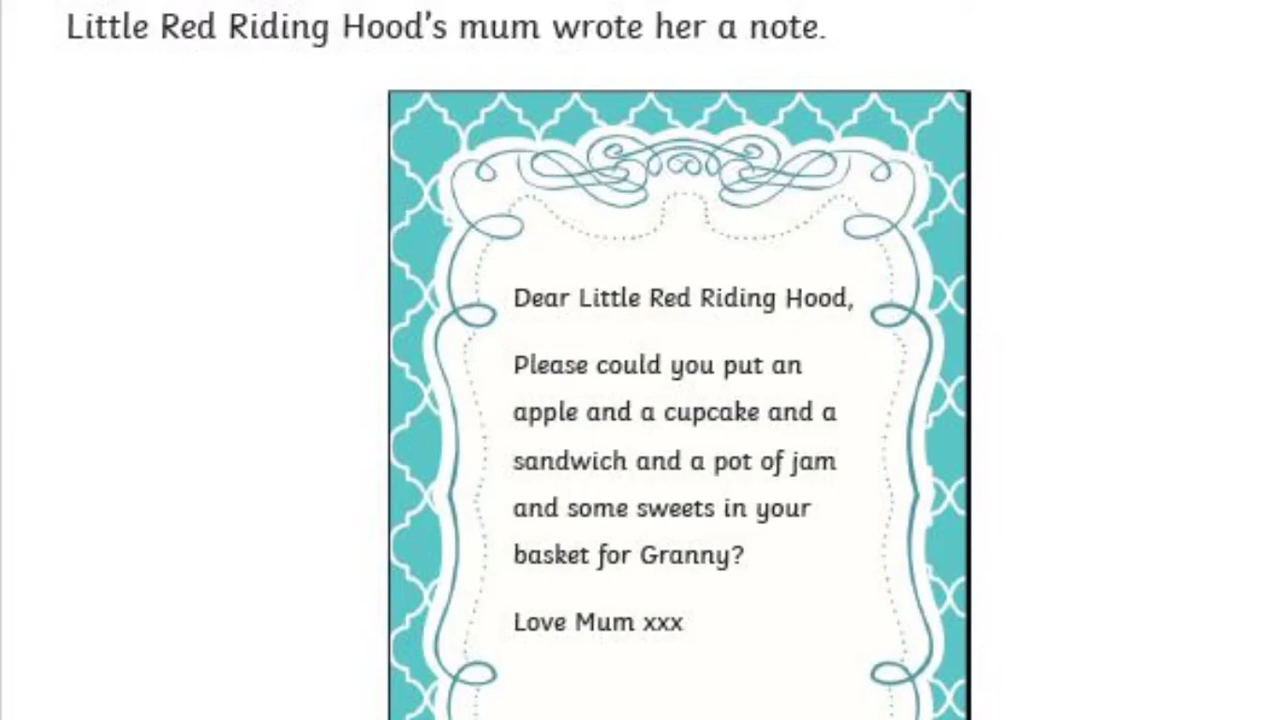 Little Red Riding Hood’s mum wrote her a note.
Dear Little Red Riding Hood,
Please could you put an
apple and a cupcake and a
sandwich and a pot of jam
and some sweets in your
basket for Granny?
Love Mum xxx